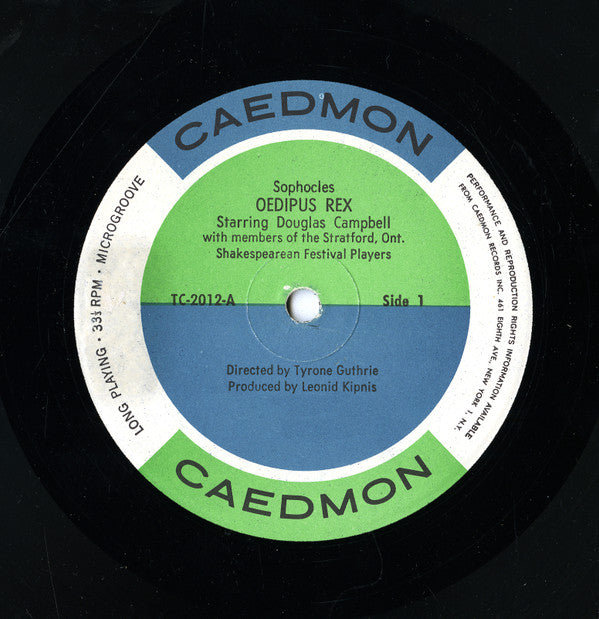 CAEDMON
Sophocles
OEDIPUS REX
Starring Douglas Campbell
with members of the Stratford, Ont.
Shakespearean Festival Players
TC-2012-A Side 1
Directed by Tyrone Guthrie
Produced by Leonid Kipnis
LONG PLAYING • 33⅓ RPM • MICROGROOVE
PERFORMANCE AND REPRODUCTION RIGHTS INFORMATION AVAILABLE
FROM CAEDMON RECORDS INC. 461 EIGHTH AVE., NEW YORK 1, N.Y.
CAEDMON